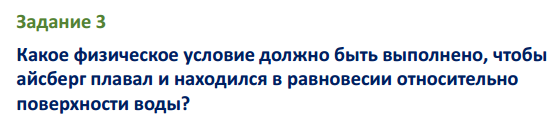 Задание 3
Какое физическое условие должно быть выполнено, чтобы
айсберг плавал и находился в равновесии относительно
поверхности воды?